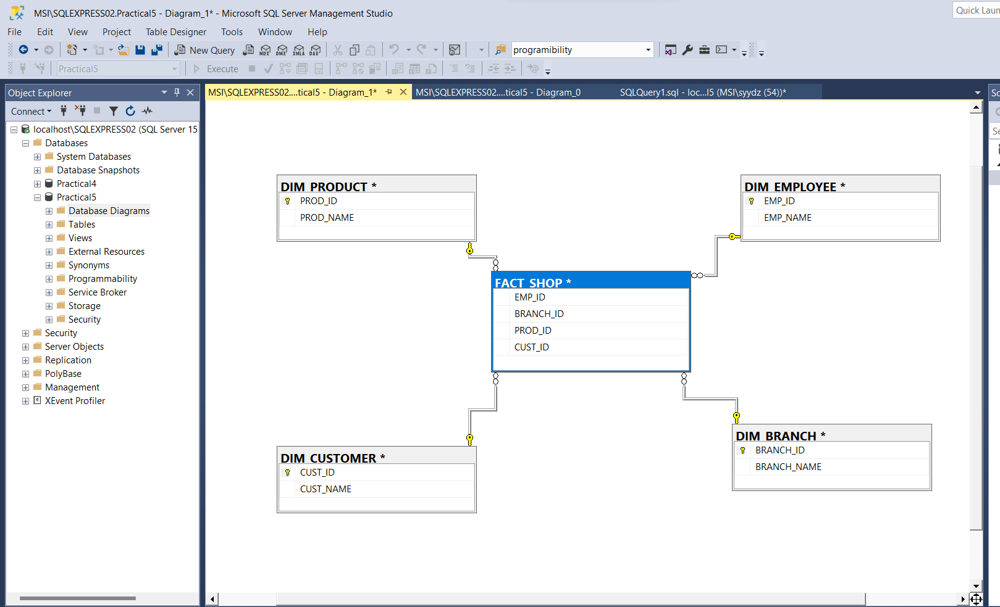 MSI\SQLEXPRESS02.Practical5 - Diagram_1* - Microsoft SQL Server Management Studio
Quick Laun
File Edit View Project Table Designer Tools Window Help
New Query MDX DMX XMLA DAX programibility
Practical5 Execute
Object Explorer
MSI\SQLEXPRESS02....tical5 - Diagram_1* MSI\SQLEXPRESS02....tical5 - Diagram_0 SQLQuery1.sql - loc...l5 (MSI\syydz (54))*
Connect
localhost\SQLEXPRESS02 (SQL Server 15
Databases
System Databases
Database Snapshots
Practical4
Practical5
Database Diagrams
Tables
Views
External Resources
Synonyms
Programmability
Service Broker
Storage
Security
Security
Server Objects
Replication
PolyBase
Management
XEvent Profiler
DIM_PRODUCT *
PROD_ID
PROD_NAME
DIM_EMPLOYEE *
EMP_ID
EMP_NAME
FACT_SHOP *
EMP_ID
BRANCH_ID
PROD_ID
CUST_ID
DIM_CUSTOMER *
CUST_ID
CUST_NAME
DIM_BRANCH *
BRANCH_ID
BRANCH_NAME